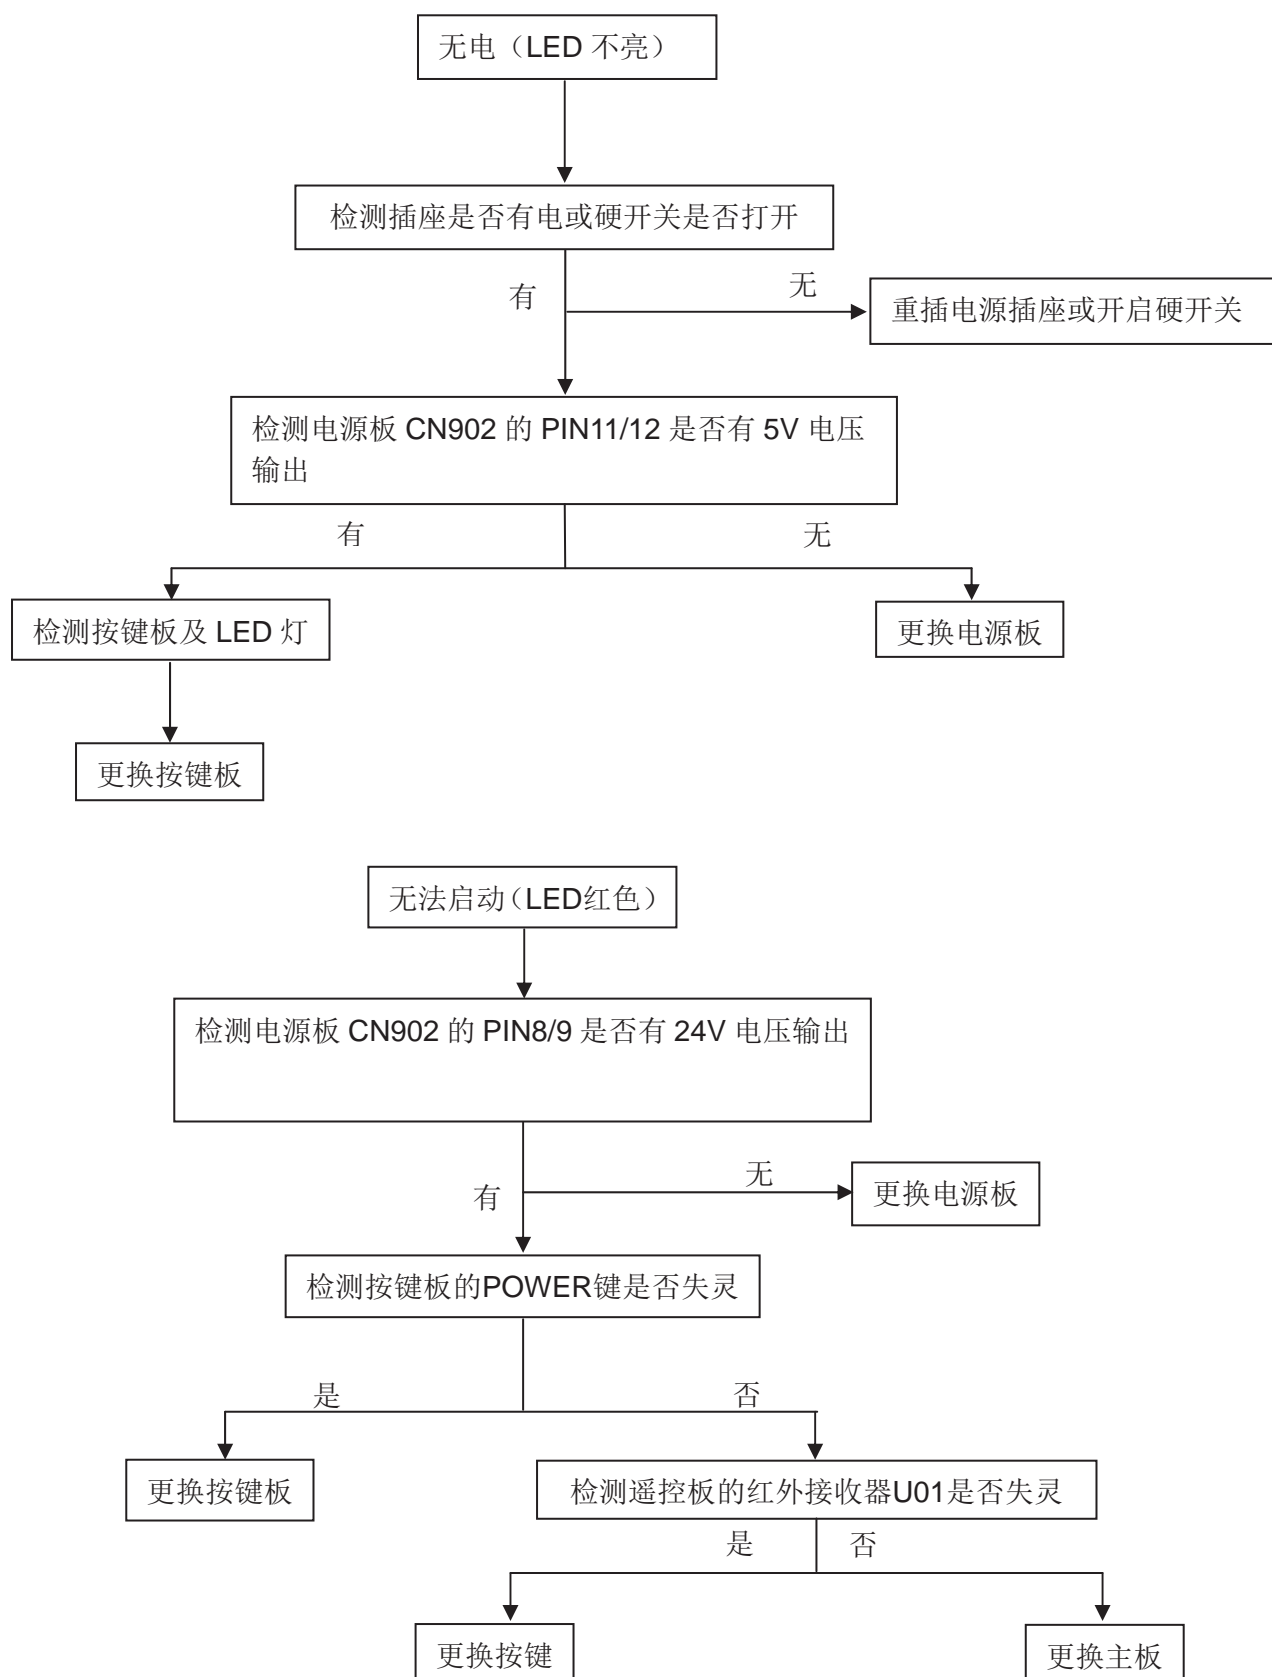 无电（LED 不亮）
检测插座是否有电或硬开关是否打开
有
无
重插电源插座或开启硬开关
检测电源板 CN902 的 PIN11/12 是否有 5V 电压
输出
有
无
检测按键板及 LED 灯
更换电源板
更换按键板
无法启动（LED红色）
检测电源板 CN902 的 PIN8/9 是否有 24V 电压输出
无
有
更换电源板
检测按键板的POWER键是否失灵
是
否
更换按键板
检测遥控板的红外接收器U01是否失灵
是
否
更换按键
更换主板